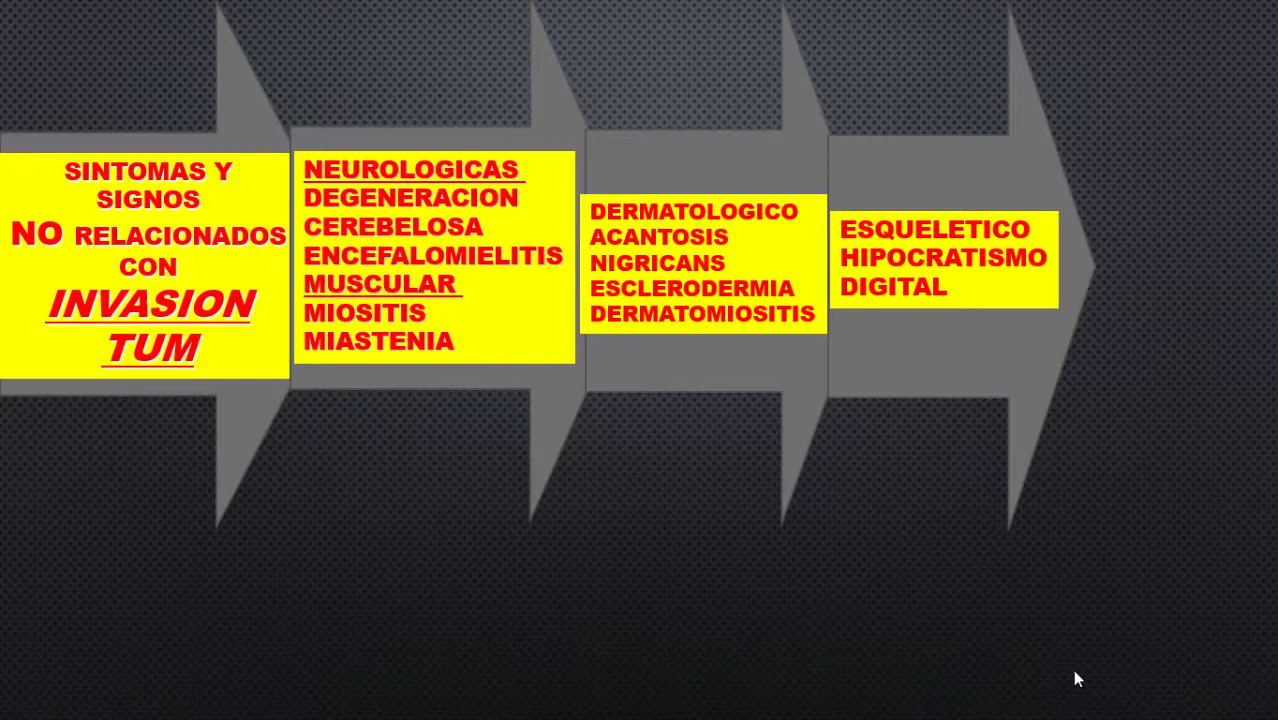 SINTOMAS Y
SIGNOS
NO RELACIONADOS
CON
INVASION
TUM
NEUROLOGICAS
DEGENERACION
CEREBELOSA
ENCEFALOMIELITIS
MUSCULAR
MIOSITIS
MIASTENIA
DERMATOLOGICO
ACANTOSIS
NIGRICANS
ESCLERODERMIA
DERMATOMIOSITIS
ESQUELETICO
HIPOCRATISMO
DIGITAL